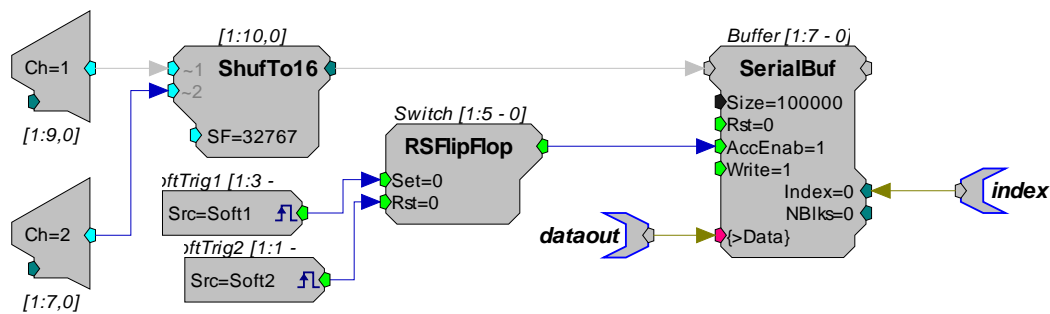 Ch=1
[1:9,0]
Ch=2
[1:7,0]
[1:10,0]
ShufTo16
~1
~2
SF=32767
oftTrig1 [1:3 -
Src=Soft1
oftTrig2 [1:1 -
Src=Soft2
Switch [1:5 - 0]
RSFlipFlop
Set=0
Rst=0
dataout
Buffer [1:7 - 0]
SerialBuf
Size=100000
Rst=0
AccEnab=1
Write=1
Index=0
NBlks=0
{>Data}
index